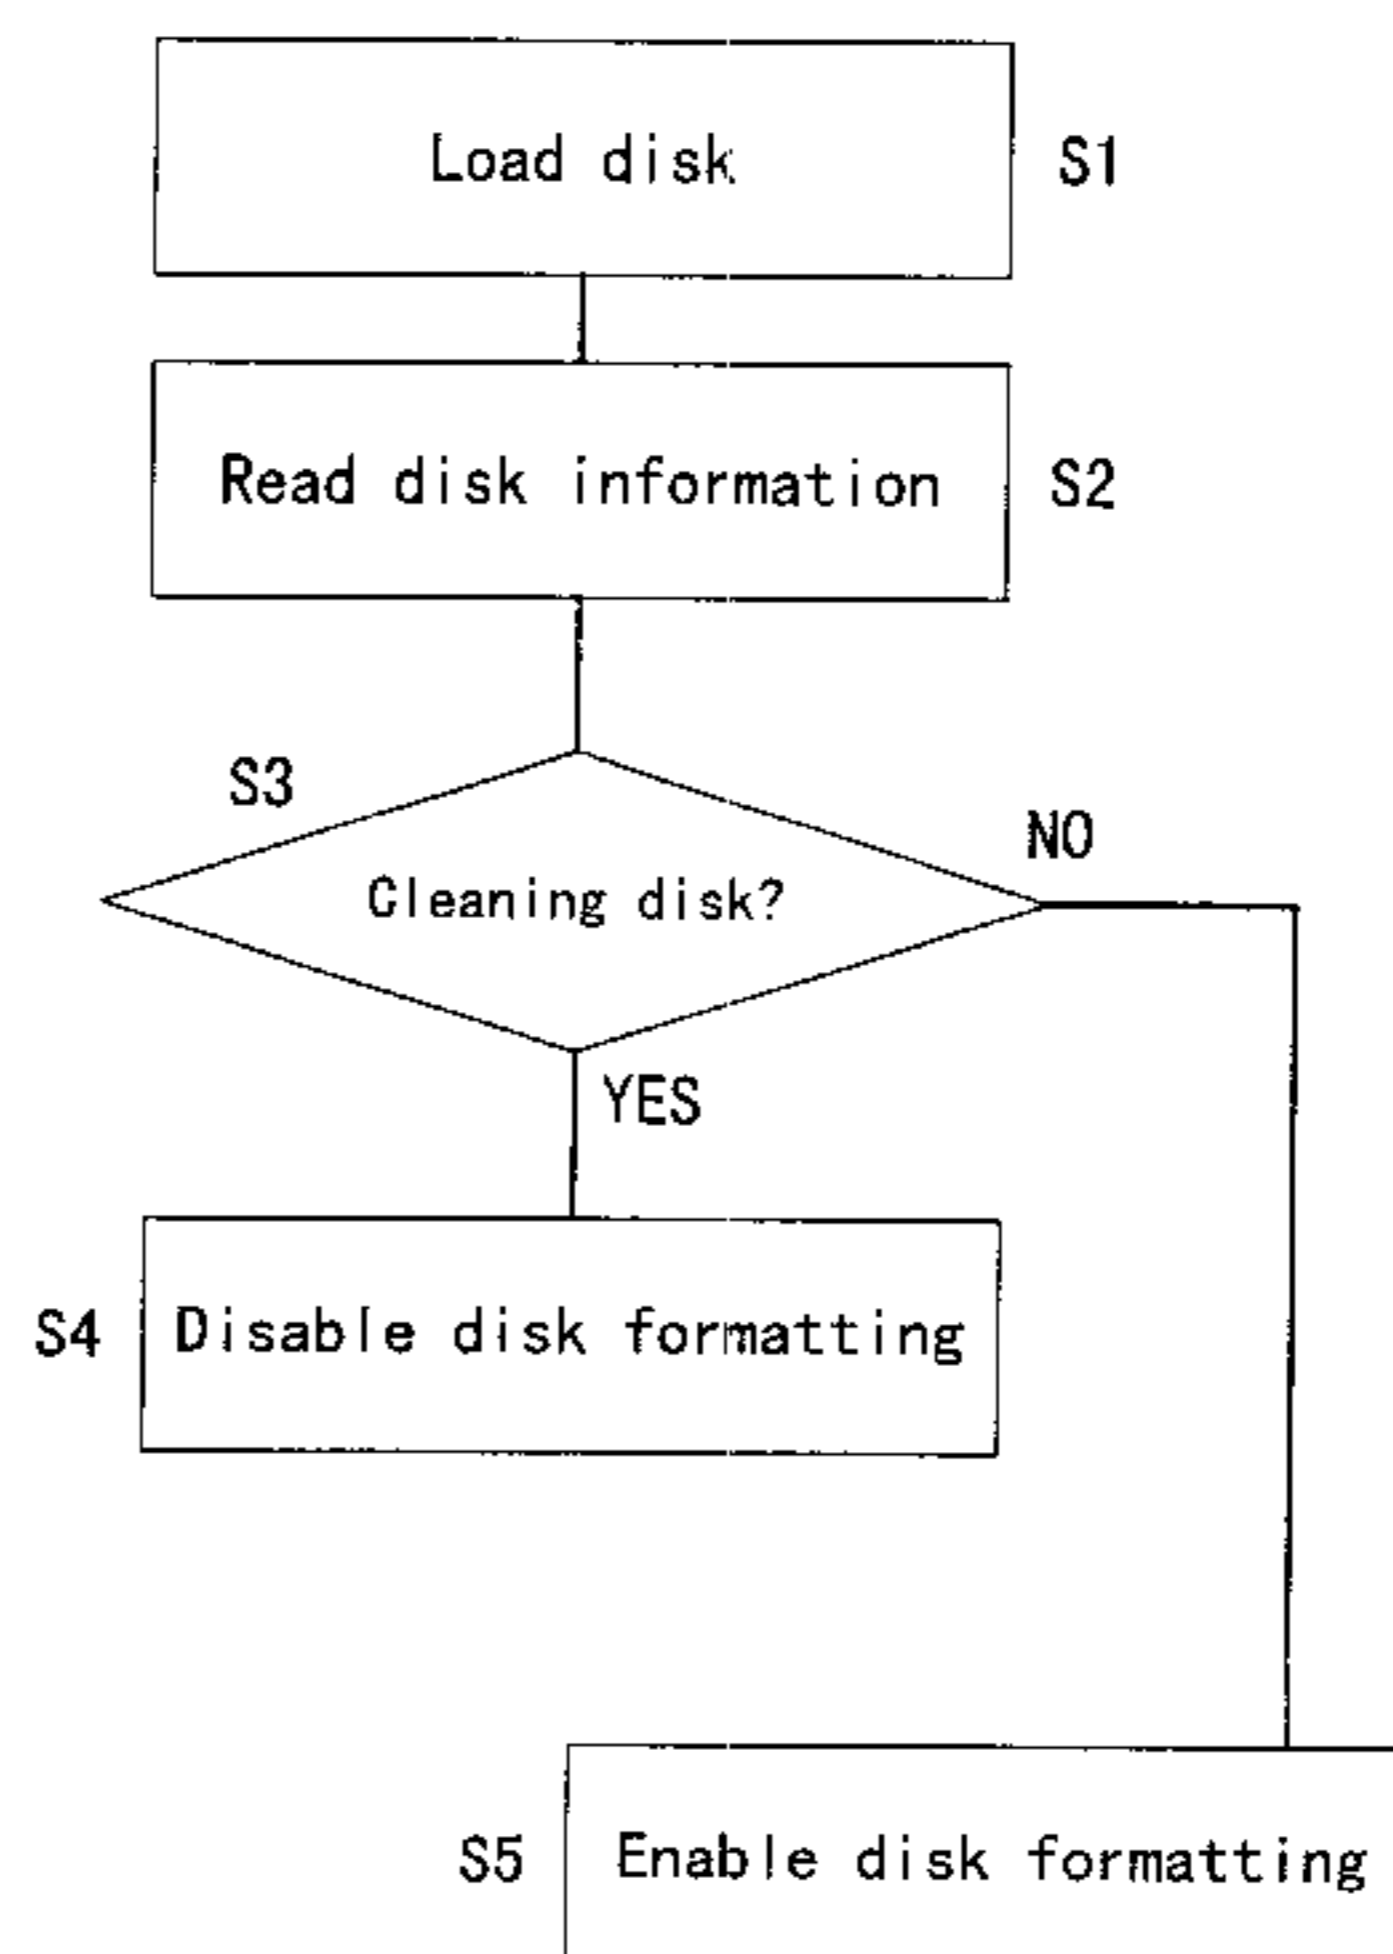 Load disk
S1
Read disk information
S2
S3
NO
Cleaning disk?
YES
S4
Disable disk formatting
S5
Enable disk formatting